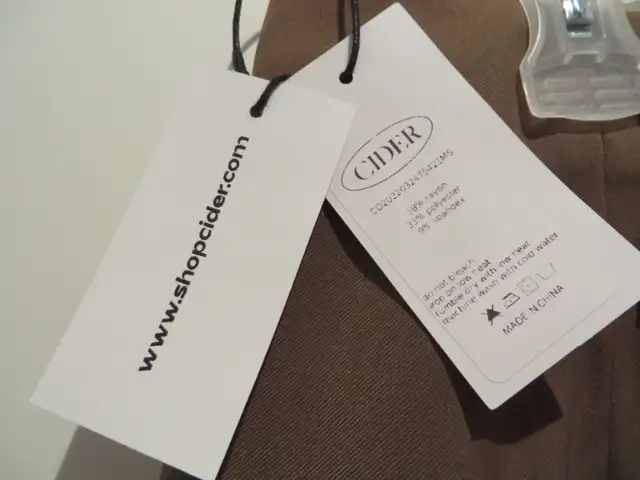 www.shopcider.com
CIDER
58% rayon
33% polyester
9% spandex
do not bleach
iron on low heat
tumble dry with low heat
machine wash with cold water
MADE IN CHINA